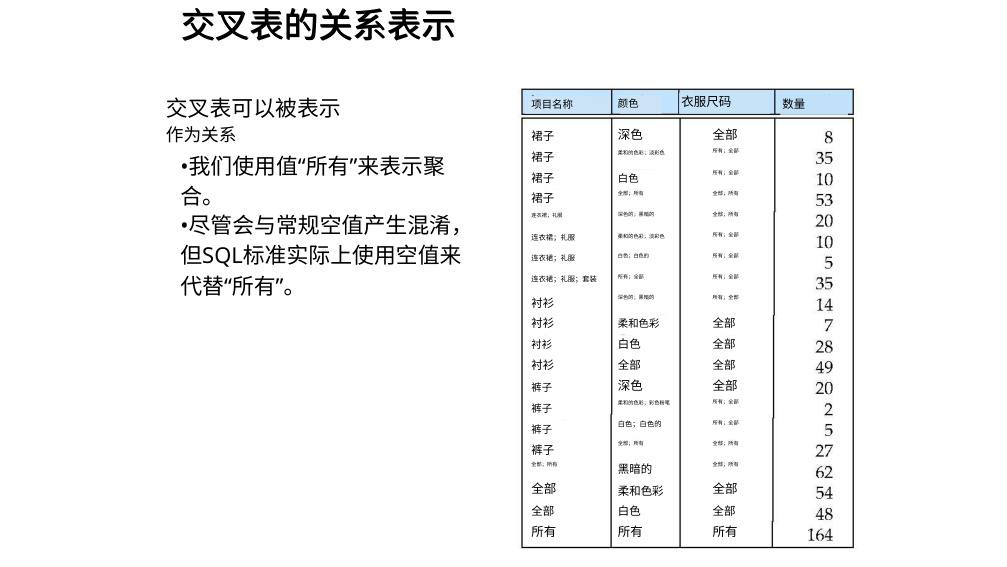 交叉表的关系表示
交叉表可以被表示
作为关系
•我们使用值“所有”来表示聚
合。
•尽管会与常规空值产生混淆，
但SQL标准实际上使用空值来
代替“所有”。
项目名称 颜色 衣服尺码 数量
裙子 深色 全部 8
裙子 柔和的色彩；淡彩色 所有；全部 35
裙子 白色 所有；全部 10
裙子 全部；所有 全部；所有 53
连衣裙；礼服 深色的；黑暗的 全部；所有 20
连衣裙；礼服 柔和的色彩；淡彩色 所有；全部 10
连衣裙；礼服 白色；白色的 所有；全部 5
连衣裙；礼服；套装 所有；全部 所有；全部 35
衬衫 深色的；黑暗的 所有；全部 14
衬衫 柔和色彩 全部 7
衬衫 白色 全部 28
衬衫 全部 全部 49
裤子 深色 全部 20
裤子 柔和的色彩；彩色粉笔 所有；全部 2
裤子 白色；白色的 所有；全部 5
裤子 全部；所有 全部；所有 27
全部；所有 黑暗的 全部；所有 62
全部 柔和色彩 全部 54
全部 白色 全部 48
所有 所有 所有 164